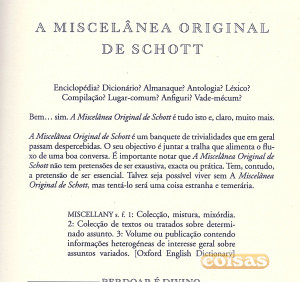 A MISCELÂNEA ORIGINAL
DE SCHOTT
Enciclopédia? Dicionário? Almanaque? Antologia? Léxico?
Compilação? Lugar-comum? Anfiguri? Vade-mécum?
Bem… sim. A Miscelânea Original de Schott é tudo isto e, claro, muito mais.
A Miscelânea Original de Schott é um banquete de trivialidades que em geral
passam despercebidas. O seu objectivo é juntar a tralha que alimenta o fluf-
xo de uma boa conversa. É importante notar que A Miscelânea Original de
Schott não tem pretensões de ser exaustiva, exacta ou prática. Tem, contudo,
a pretensão de ser essencial. Talvez seja possível viver sem A Miscelânea
Original de Schott, mas tentá-lo será uma coisa estranha e temerária.
MISCELLANY s. f. 1: Colecção, mistura, mixórdia.
2: Colecção de textos ou tratados sobre determi-
nado assunto. 3: Volume ou publicação contendo
informações heterogéneas de interesse geral sobre
assuntos variados. [Oxford English Dictionary]
coisas
PERDOAR É DIVINO